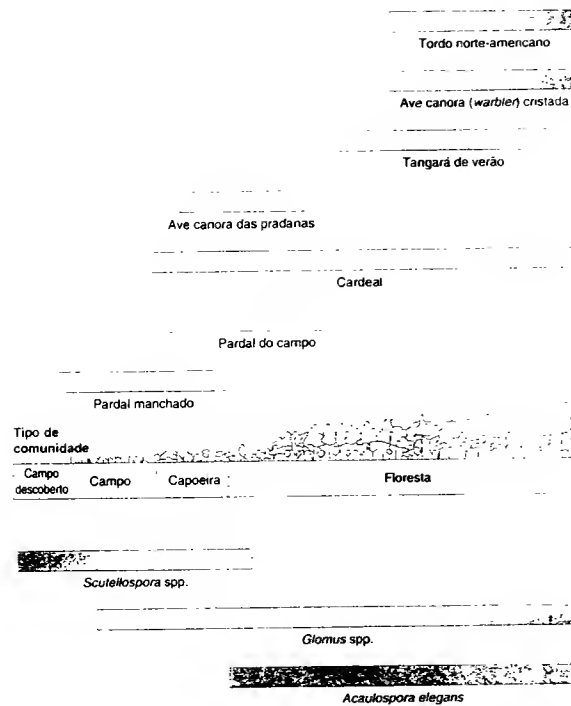 Tordo norte-americano
Ave canora (warbler) cristada
Tangará de verão
Ave canora das pradarias
Cardeal
Pardal do campo
Pardal manchado
Tipo de
comunidade
Campo
descoberto
Campo
Capoeira
Floresta
Scutellospora spp.
Glomus spp.
Acaulospora elegans